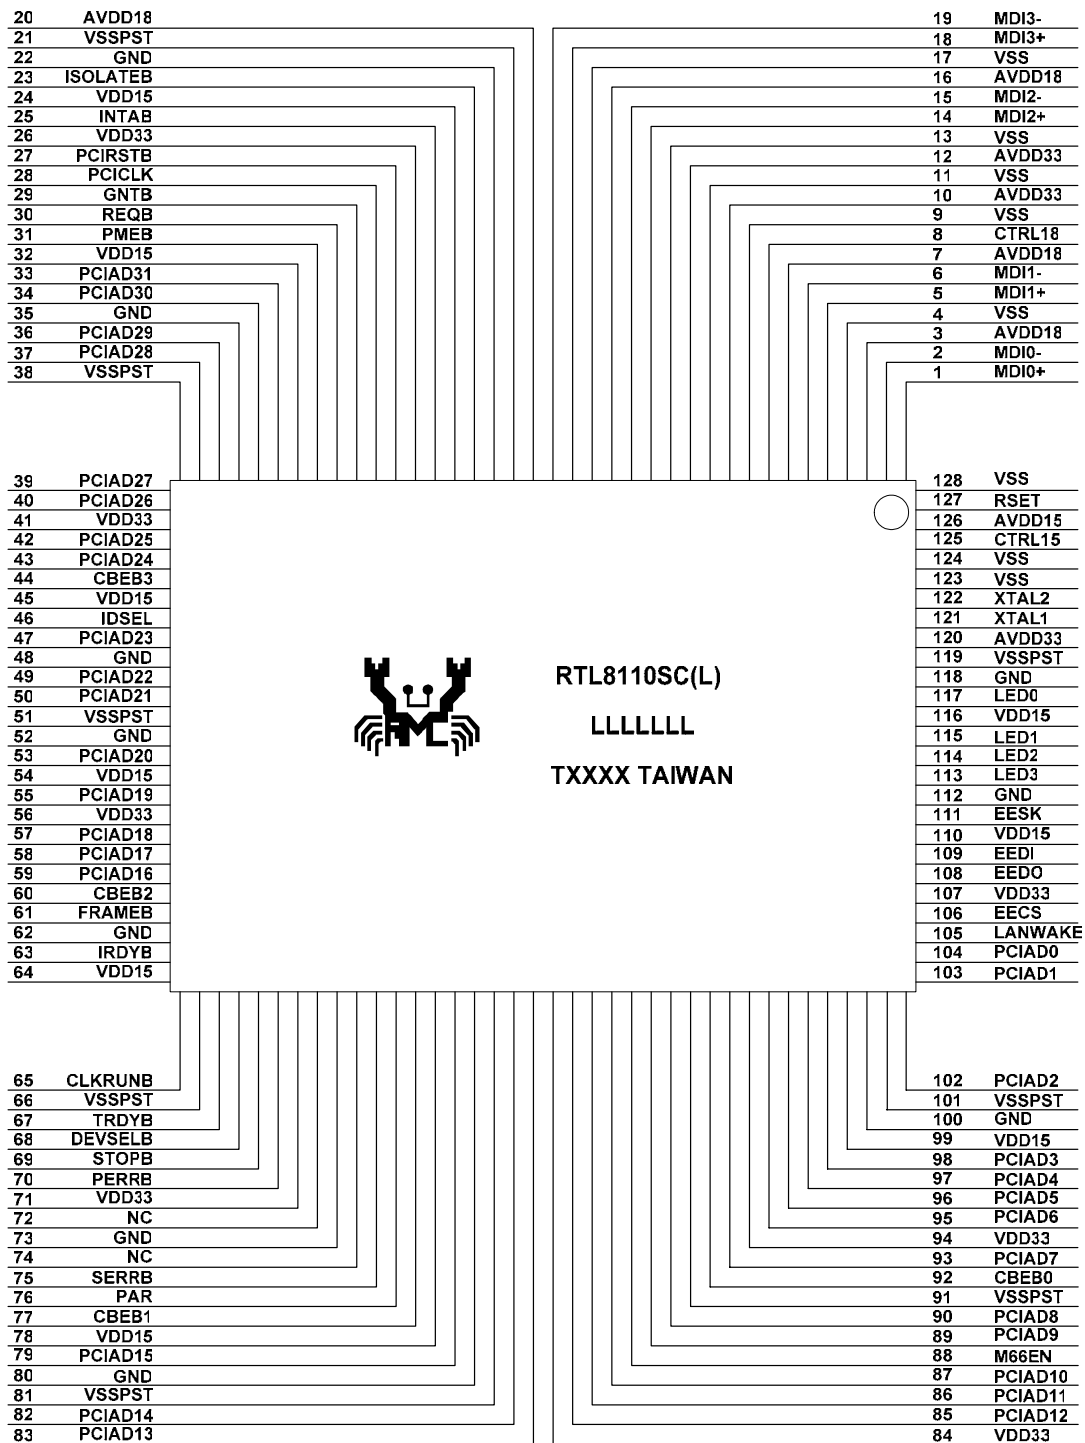 20 AVDD18
21 VSSPST
22 GND
23 ISOLATEB
24 VDD15
25 INTAB
26 VDD33
27 PCIRSTB
28 PCICLK
29 GNTB
30 REQB
31 PMEB
32 VDD15
33 PCIAD31
34 PCIAD30
35 GND
36 PCIAD29
37 PCIAD28
38 VSSPST
19 MDI3-
18 MDI3+
17 VSS
16 AVDD18
15 MDI2-
14 MDI2+
13 VSS
12 AVDD33
11 VSS
10 AVDD33
9 VSS
8 CTRL18
7 AVDD18
6 MDI1-
5 MDI1+
4 VSS
3 AVDD18
2 MDI0-
1 MDI0+
39 PCIAD27
40 PCIAD26
41 VDD33
42 PCIAD25
43 PCIAD24
44 CBEB3
45 VDD15
46 IDSEL
47 PCIAD23
48 GND
49 PCIAD22
50 PCIAD21
51 VSSPST
52 GND
53 PCIAD20
54 VDD15
55 PCIAD19
56 VDD33
57 PCIAD18
58 PCIAD17
59 PCIAD16
60 CBEB2
61 FRAMEB
62 GND
63 IRDYB
64 VDD15
RTL8110SC(L)
LLLLLLL
TXXXX TAIWAN
128 VSS
127 RSET
126 AVDD15
125 CTRL15
124 VSS
123 VSS
122 XTAL2
121 XTAL1
120 AVDD33
119 VSSPST
118 GND
117 LED0
116 VDD15
115 LED1
114 LED2
113 LED3
112 GND
111 EESK
110 VDD15
109 EEDI
108 EEDO
107 VDD33
106 EECS
105 LANWAKE
104 PCIAD0
103 PCIAD1
65 CLKRUNB
66 VSSPST
67 TRDYB
68 DEVSELB
69 STOPB
70 PERRB
71 VDD33
72 NC
73 GND
74 NC
75 SERRB
76 PAR
77 CBEB1
78 VDD15
79 PCIAD15
80 GND
81 VSSPST
82 PCIAD14
83 PCIAD13
102 PCIAD2
101 VSSPST
100 GND
99 VDD15
98 PCIAD3
97 PCIAD4
96 PCIAD5
95 PCIAD6
94 VDD33
93 PCIAD7
92 CBEB0
91 VSSPST
90 PCIAD8
89 PCIAD9
88 M66EN
87 PCIAD10
86 PCIAD11
85 PCIAD12
84 VDD33